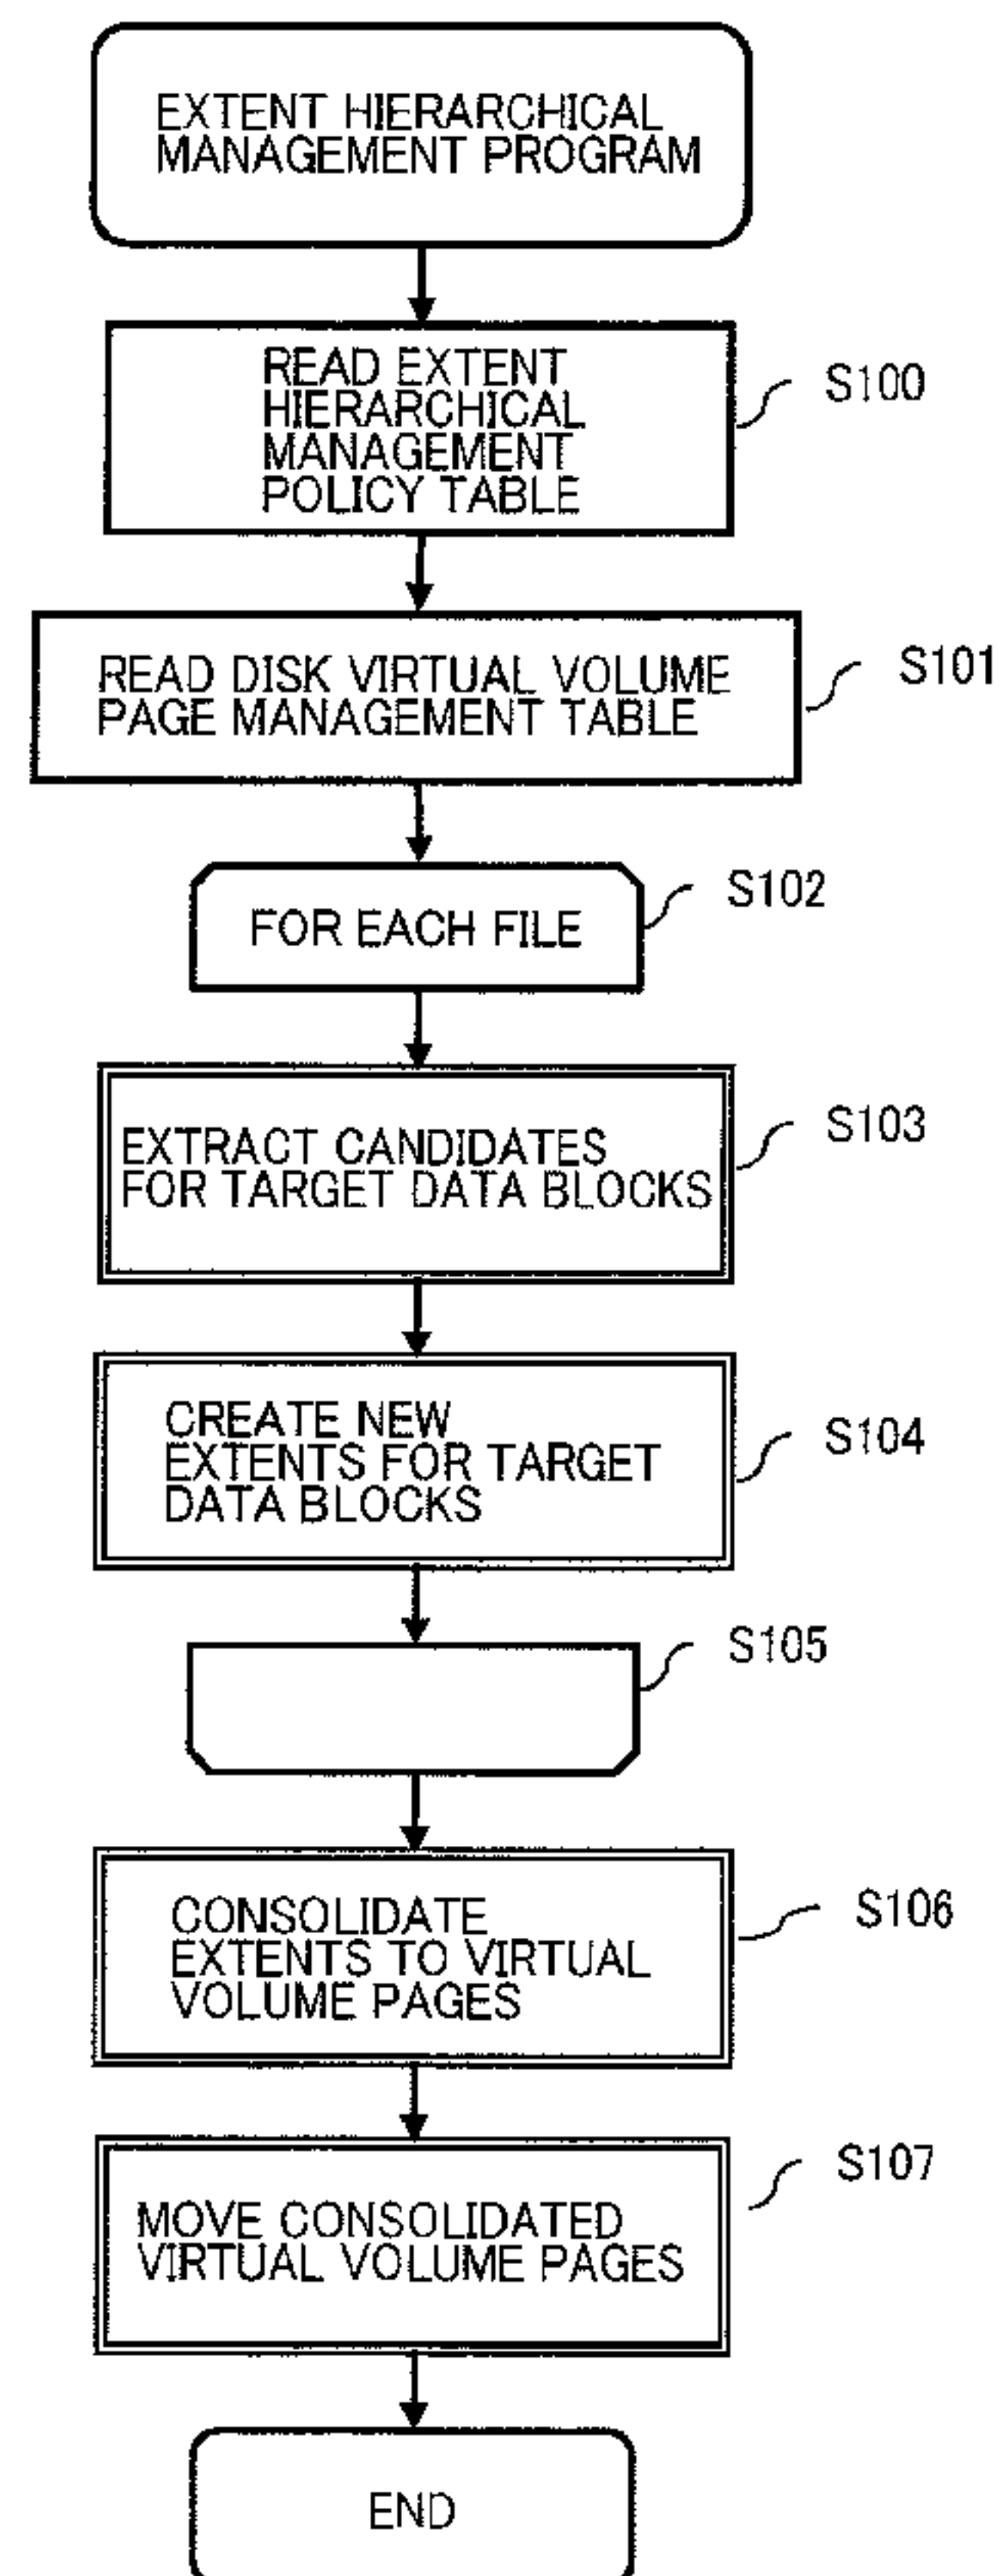 EXTENT HIERARCHICAL
MANAGEMENT PROGRAM
READ EXTENT
HIERARCHICAL
MANAGEMENT
POLICY TABLE
S100
READ DISK VIRTUAL VOLUME
PAGE MANAGEMENT TABLE
S101
FOR EACH FILE
S102
EXTRACT CANDIDATES
FOR TARGET DATA BLOCKS
S103
CREATE NEW
EXTENTS FOR TARGET
DATA BLOCKS
S104
S105
CONSOLIDATE
EXTENTS TO VIRTUAL
VOLUME PAGES
S106
MOVE CONSOLIDATED
VIRTUAL VOLUME PAGES
S107
END